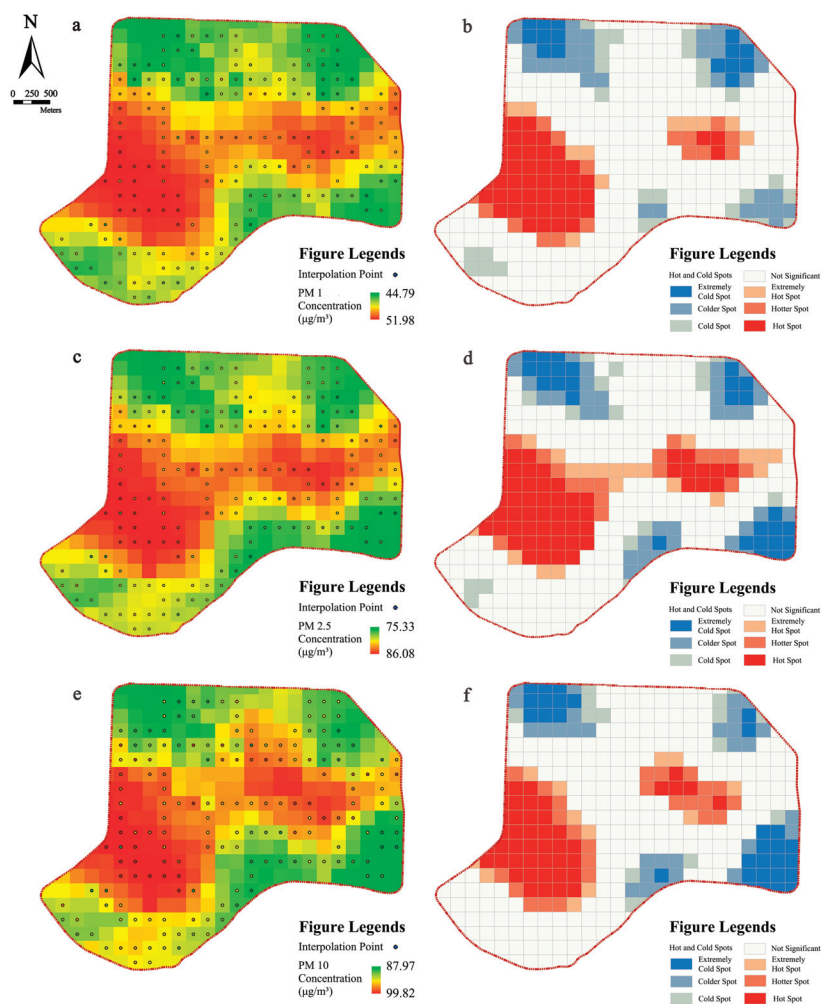 N
0 250 500
Meters
a
Figure Legends
Interpolation Point
PM 1
Concentration
(μg/m³)
44.79
51.98
b
Figure Legends
Hot and Cold Spots
Not Significant
Extremely
Cold Spot
Extremely
Hot Spot
Colder Spot
Hotter Spot
Cold Spot
Hot Spot
c
Figure Legends
Interpolation Point
PM 2.5
Concentration
(μg/m³)
75.33
86.08
d
Figure Legends
Hot and Cold Spots
Not Significant
Extremely
Cold Spot
Extremely
Hot Spot
Colder Spot
Hotter Spot
Cold Spot
Hot Spot
e
Figure Legends
Interpolation Point
PM 10
Concentration
(μg/m³)
87.97
99.82
f
Figure Legends
Hot and Cold Spots
Not Significant
Extremely
Cold Spot
Extremely
Hot Spot
Colder Spot
Hotter Spot
Cold Spot
Hot Spot